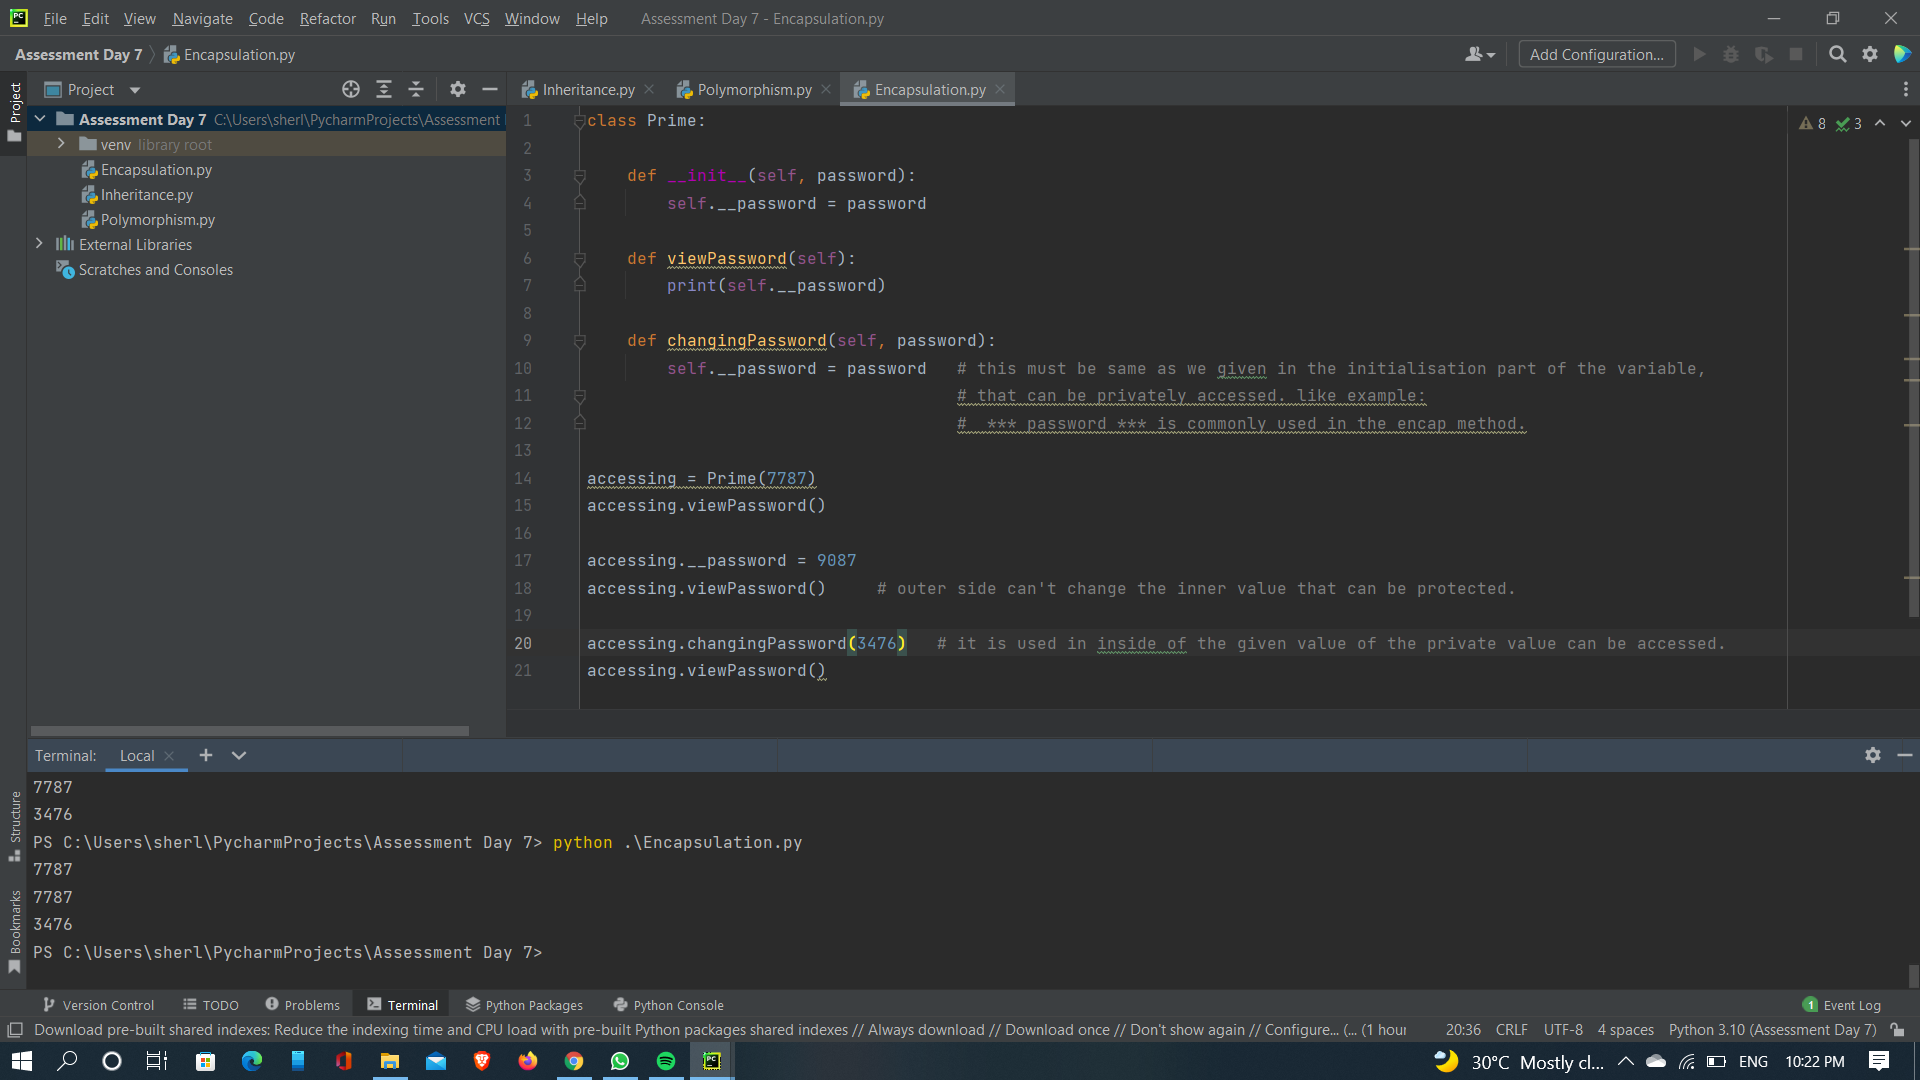 File Edit View Navigate Code Refactor Run Tools VCS Window Help Assessment Day 7 - Encapsulation.py
Assessment Day 7 Encapsulation.py Add Configuration...
Project
Project
Inheritance.py Polymorphism.py Encapsulation.py
Assessment Day 7 C:\Users\sherl\PycharmProjects\Assessment
venv library root
Encapsulation.py
Inheritance.py
Polymorphism.py
External Libraries
Scratches and Consoles
8 3
1 class Prime:
2
3 def __init__(self, password):
4 self.__password = password
5
6 def viewPassword(self):
7 print(self.__password)
8
9 def changingPassword(self, password):
10 self.__password = password # this must be same as we given in the initialisation part of the variable,
11 # that can be privately accessed. like example:
12 # *** password *** is commonly used in the encap method.
13
14 accessing = Prime(7787)
15 accessing.viewPassword()
16
17 accessing.__password = 9087
18 accessing.viewPassword() # outer side can't change the inner value that can be protected.
19
20 accessing.changingPassword(3476) # it is used in inside of the given value of the private value can be accessed.
21 accessing.viewPassword()
Terminal: Local
7787
3476
PS C:\Users\sherl\PycharmProjects\Assessment Day 7> python .\Encapsulation.py
7787
7787
3476
PS C:\Users\sherl\PycharmProjects\Assessment Day 7>
Structure
Bookmarks
Version Control TODO Problems Terminal Python Packages Python Console 1 Event Log
Download pre-built shared indexes: Reduce the indexing time and CPU load with pre-built Python packages shared indexes // Always download // Download once // Don't show again // Configure... (... (1 hour 20:36 CRLF UTF-8 4 spaces Python 3.10 (Assessment Day 7)
30°C Mostly cl... ENG 10:22 PM